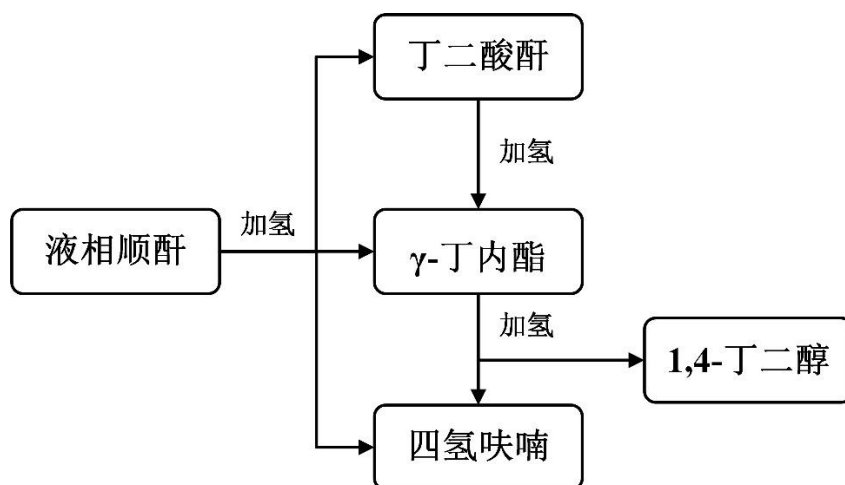 丁二酸酐
加氢
液相顺酐
加氢
γ-丁内酯
加氢
1,4-丁二醇
四氢呋喃